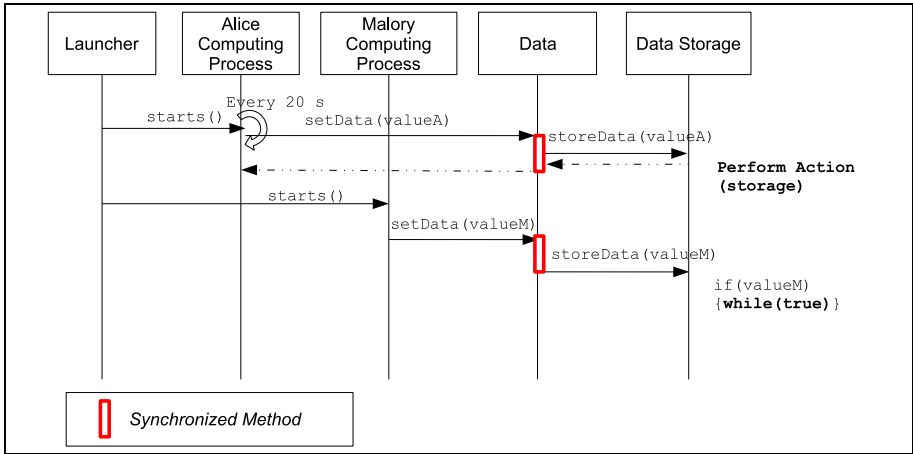 Launcher
Alice
Computing
Process
Malory
Computing
Process
Data
Data Storage
Every 20 s
starts()
setData(valueA)
storeData(valueA)
Perform Action
(storage)
starts()
setData(valueM)
storeData(valueM)
if(valueM)
{while(true)}
Synchronized Method